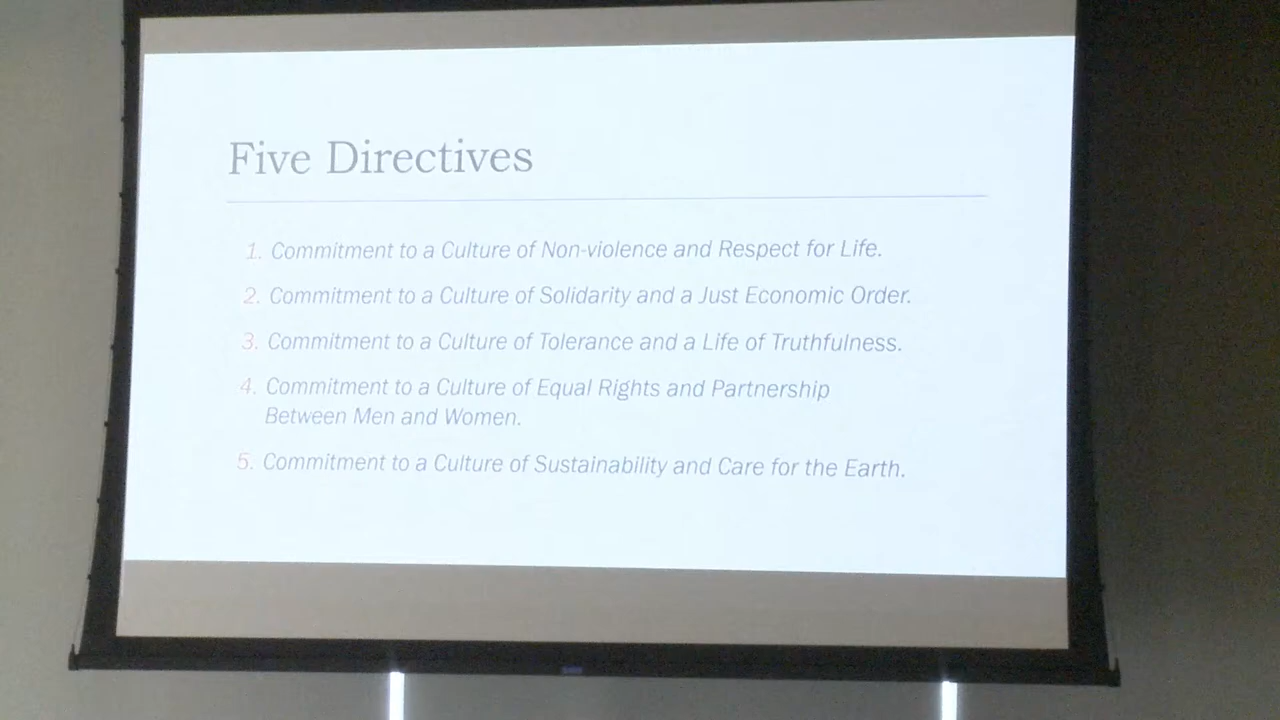 Five Directives
1. Commitment to a Culture of Non-violence and Respect for Life.
2. Commitment to a Culture of Solidarity and a Just Economic Order.
3. Commitment to a Culture of Tolerance and a Life of Truthfulness.
4. Commitment to a Culture of Equal Rights and Partnership
Between Men and Women.
5. Commitment to a Culture of Sustainability and Care for the Earth.